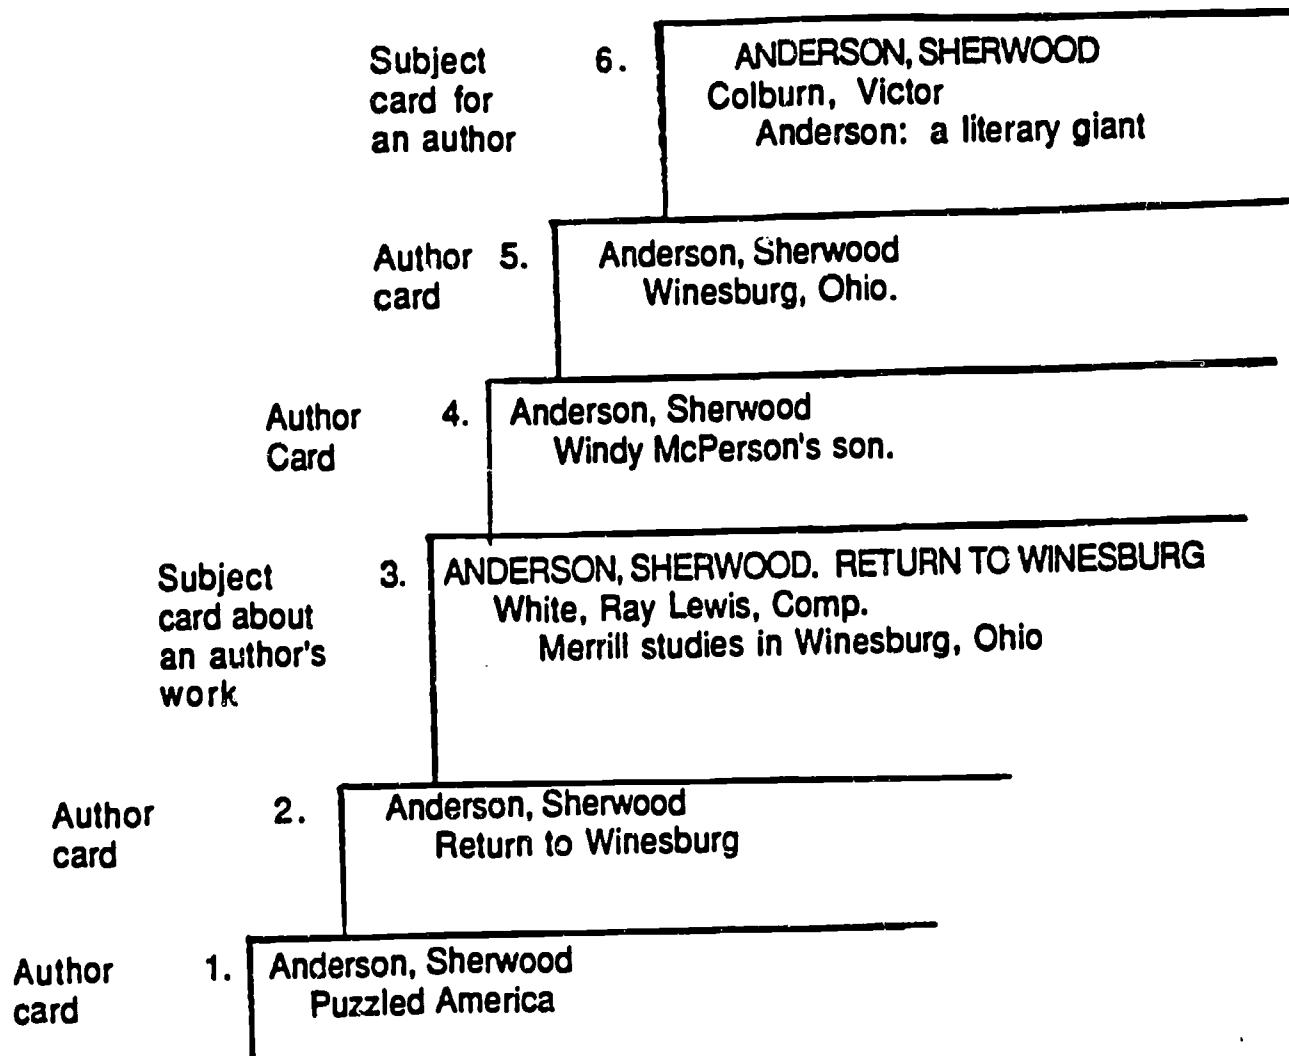 Subject
card for
an author
6.
ANDERSON, SHERWOOD
Colburn, Victor
Anderson: a literary giant
Author
card
5.
Anderson, Sherwood
Winesburg, Ohio.
Author
Card
4.
Anderson, Sherwood
Windy McPerson's son.
Subject
card about
an author's
work
3.
ANDERSON, SHERWOOD. RETURN TO WINESBURG
White, Ray Lewis, Comp.
Merrill studies in Winesburg, Ohio
Author
card
2.
Anderson, Sherwood
Return to Winesburg
Author
card
1.
Anderson, Sherwood
Puzzled America